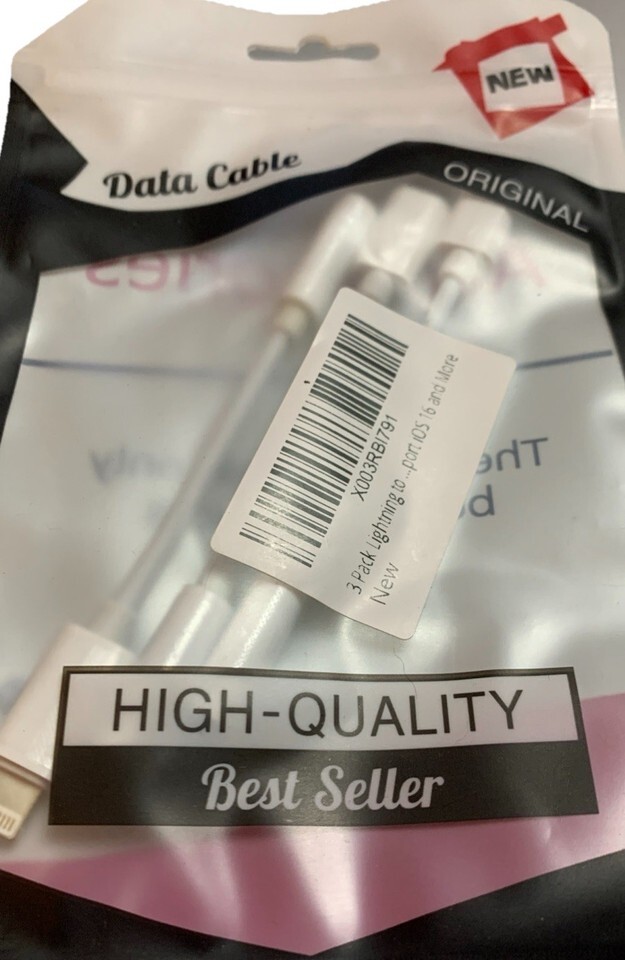 NEW
Data Cable
ORIGINAL
X003RBI791
3 Pack Lightning to ...port iOS 16 and More
New
HIGH-QUALITY
Best Seller